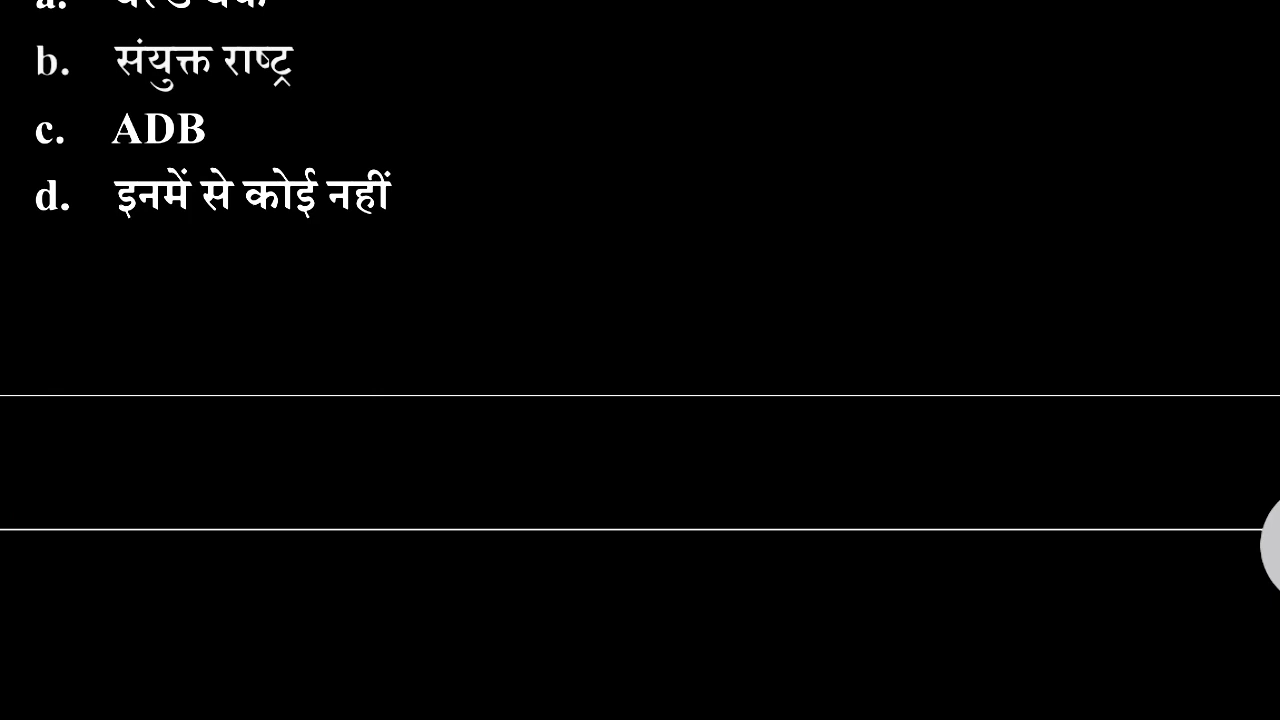 a.
b. संयुक्त राष्ट्र
c. ADB
d. इनमें से कोई नहीं